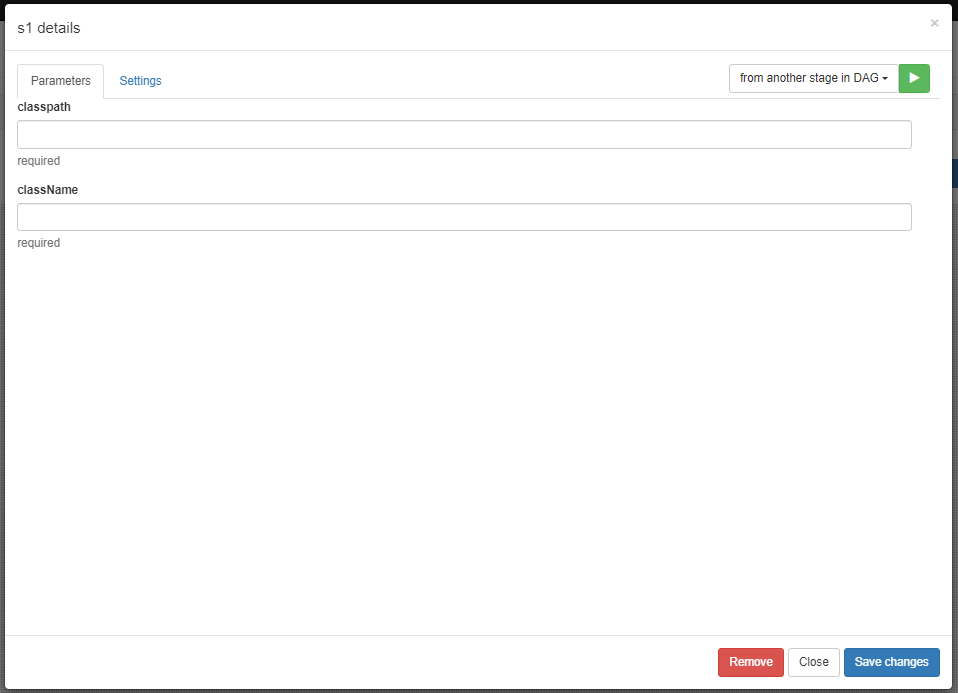 s1 details
×
Parameters
Settings
from another stage in DAG
classpath
required
className
required
Remove
Close
Save changes